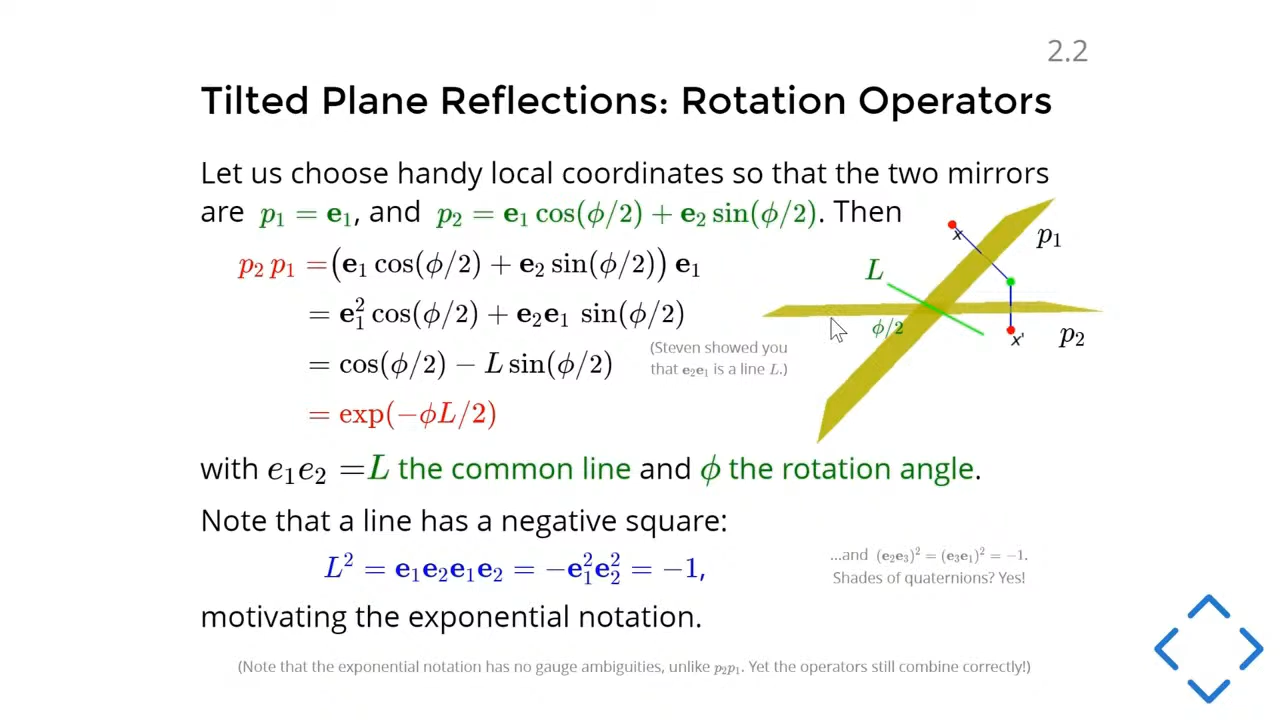 2.2
Tilted Plane Reflections: Rotation Operators
Let us choose handy local coordinates so that the two mirrors
are p₁ = e₁, and p₂ = e₁ cos(ϕ/2) + e₂ sin(ϕ/2). Then
p₂ p₁ = (e₁ cos(ϕ/2) + e₂ sin(ϕ/2)) e₁
= e₁² cos(ϕ/2) + e₂e₁ sin(ϕ/2)
= cos(ϕ/2) − L sin(ϕ/2)
(Steven showed you
that e₂e₁ is a line L.)
= exp(−ϕL/2)
x
p₁
L
ϕ/2
x'
p₂
with e₁e₂ = L the common line and ϕ the rotation angle.
Note that a line has a negative square:
L² = e₁e₂e₁e₂ = −e₁²e₂² = −1,
...and (e₂e₃)² = (e₃e₁)² = −1.
Shades of quaternions? Yes!
motivating the exponential notation.
(Note that the exponential notation has no gauge ambiguities, unlike p₂p₁. Yet the operators still combine correctly!)